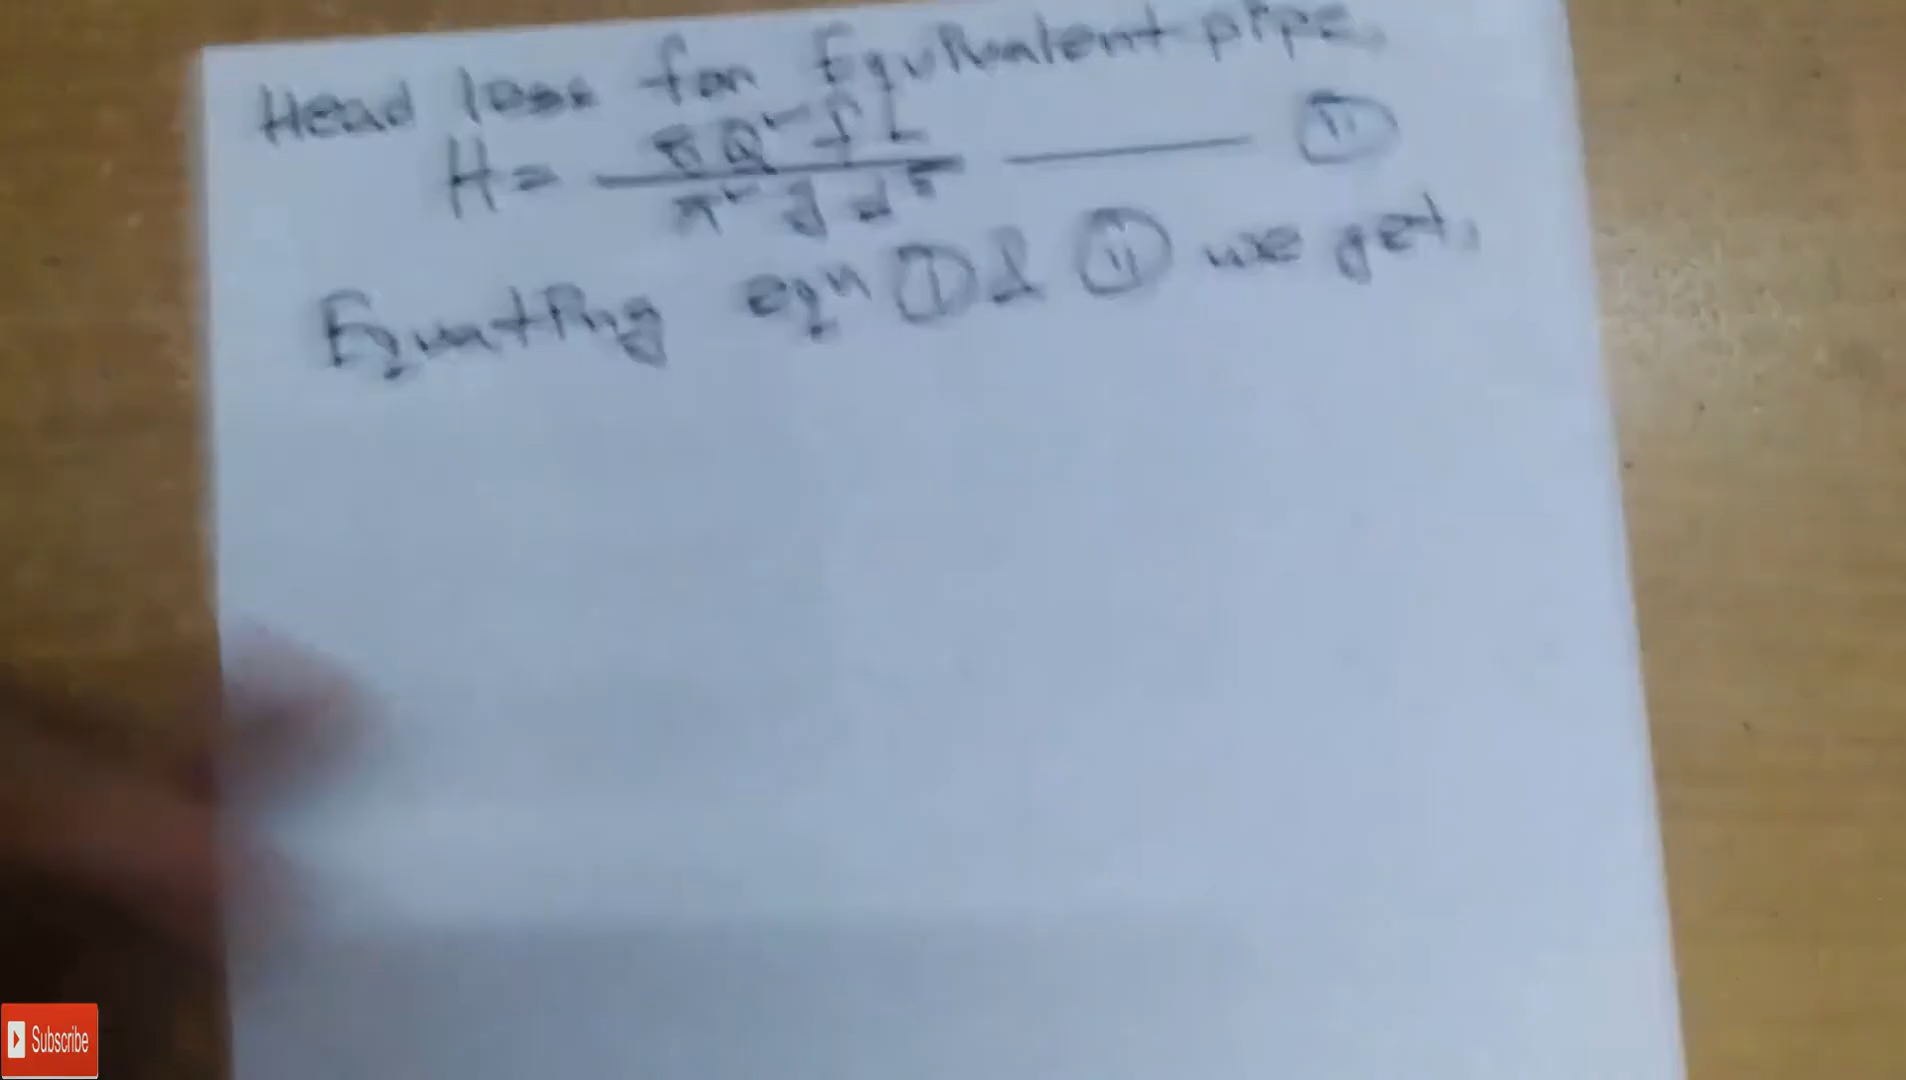 Head loss for Equivalent pipe,
H = 8Q²fL / π²gd⁵ ——— (II)
Equating eqn (I) & (II) we get,
Subscribe